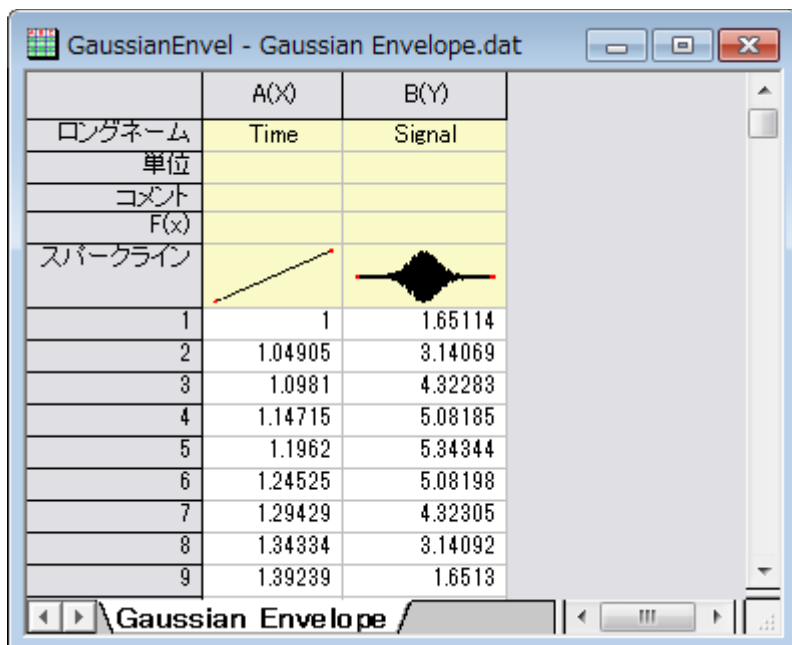 GaussianEnvel - Gaussian Envelope.dat
A(X) B(Y)
ロングネーム Time Signal
単位
コメント
F(x)
スパークライン
1 1 1.65114
2 1.04905 3.14069
3 1.0981 4.32283
4 1.14715 5.08185
5 1.1962 5.34344
6 1.24525 5.08198
7 1.29429 4.32305
8 1.34334 3.14092
9 1.39239 1.6513
Gaussian Envelope